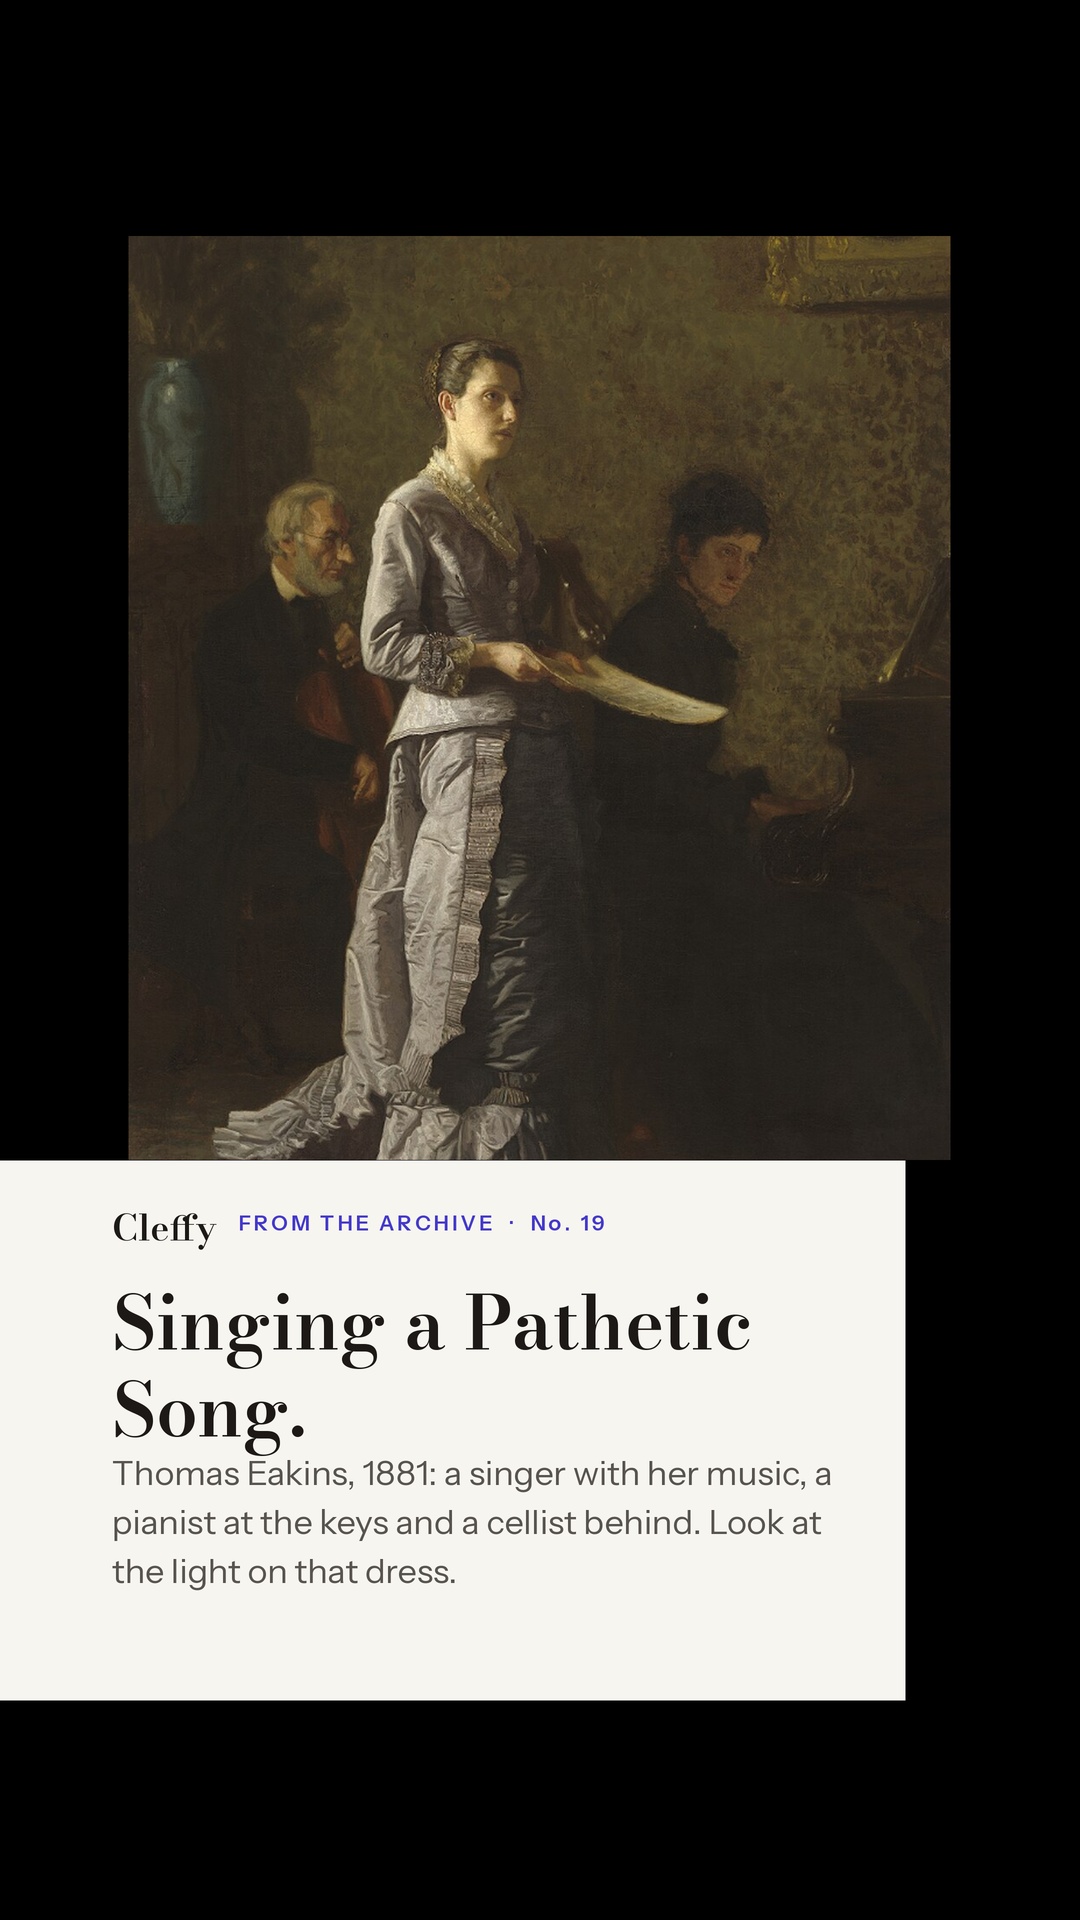 Cleffy FROM THE ARCHIVE · No. 19
Singing a Pathetic
Song.
Thomas Eakins, 1881: a singer with her music, a
pianist at the keys and a cellist behind. Look at
the light on that dress.